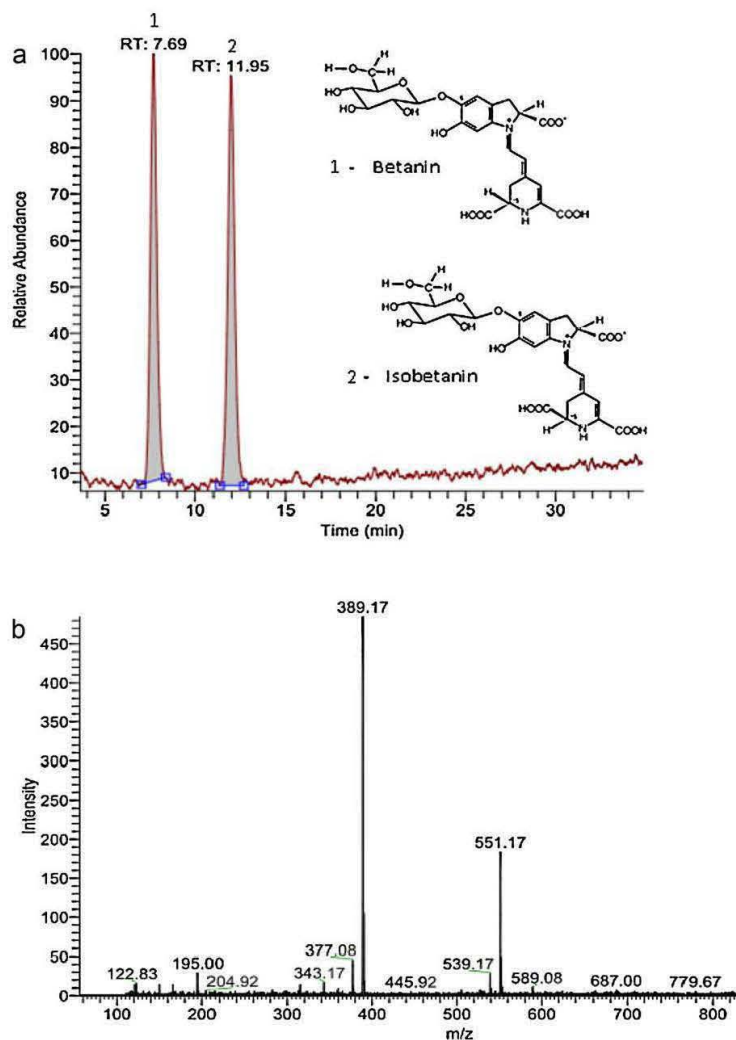 a
1
RT: 7.69
2
RT: 11.95
100
90
80
70
60
50
40
30
20
10
Relative Abundance
5 10 15 20 25 30
Time (min)
H
H-O H
HO O
HO OH
O
HO
H
N+
COO-
H
HOOC N COOH
H
1 - Betanin
H
H-O H
HO O
HO OH
O
HO
H
N+
COO-
HOOC
H N COOH
H
2 - Isobetanin
b
450
400
350
300
250
200
150
100
50
0
Intensity
389.17
551.17
377.08
539.17
195.00
343.17
122.83
204.92
445.92
589.08
687.00
779.67
100 200 300 400 500 600 700 800
m/z